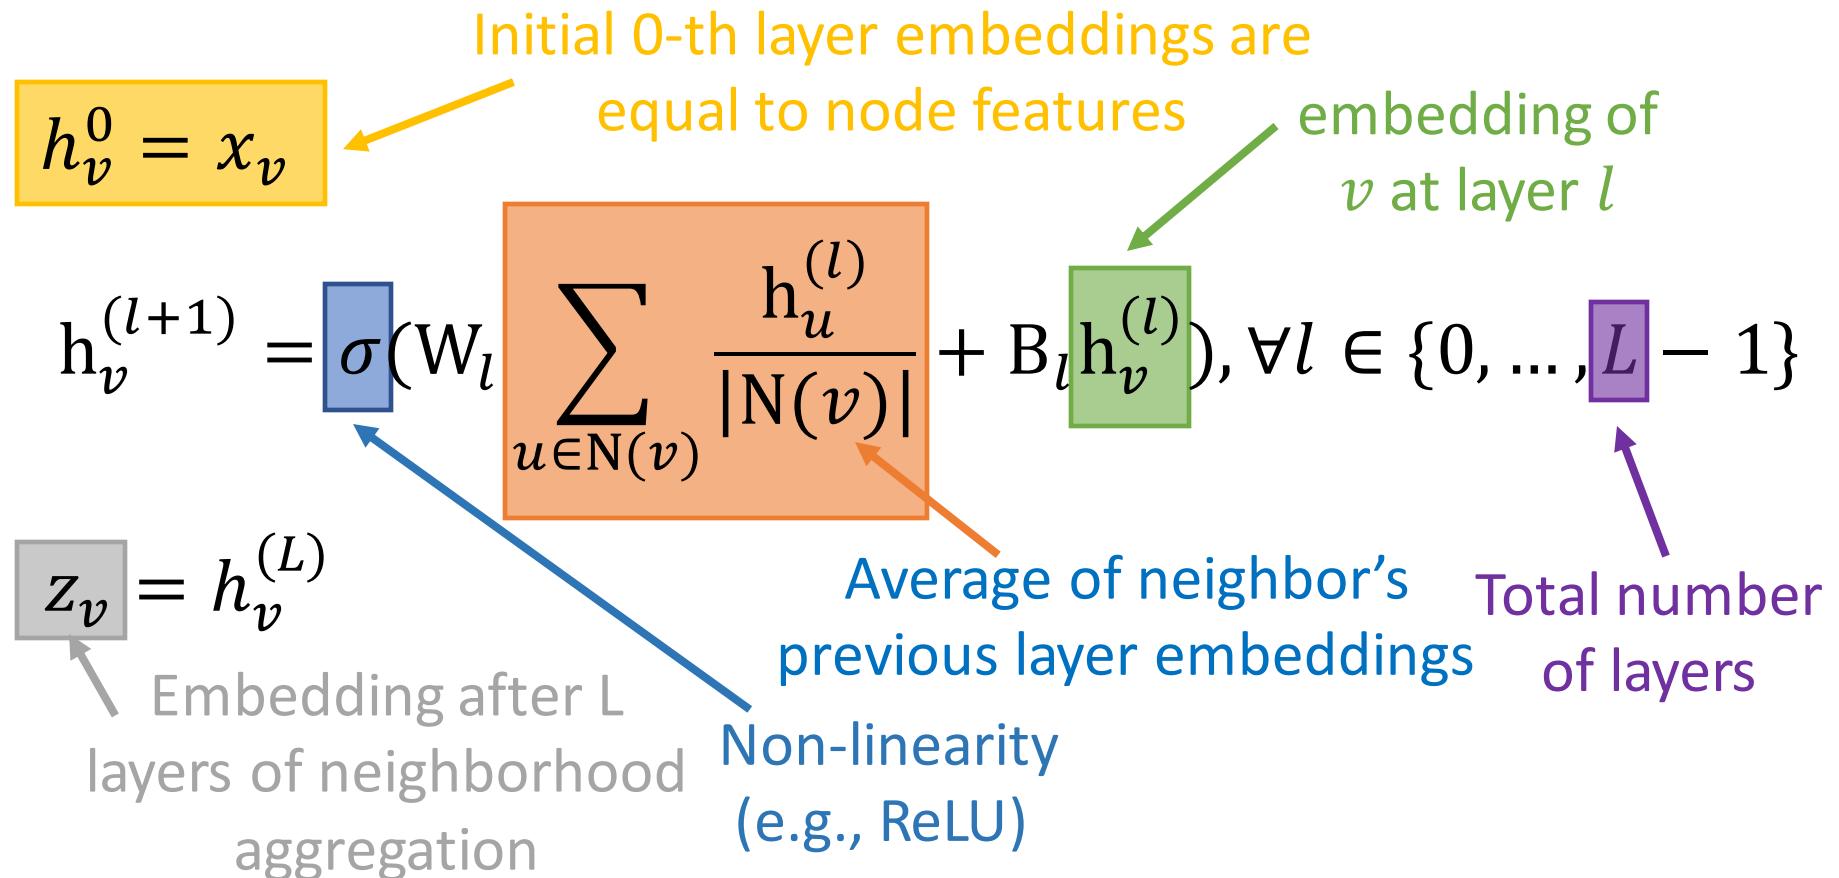 Initial 0-th layer embeddings are
equal to node features
h_v^0 = x_v
embedding of
v at layer l
h_v^{(l+1)} = σ(W_l ∑_{u∈N(v)} h_u^{(l)} / |N(v)| + B_l h_v^{(l)}), ∀l ∈ {0, …, L − 1}
z_v = h_v^{(L)}
Average of neighbor’s
previous layer embeddings
Total number
of layers
Embedding after L
layers of neighborhood
aggregation
Non-linearity
(e.g., ReLU)